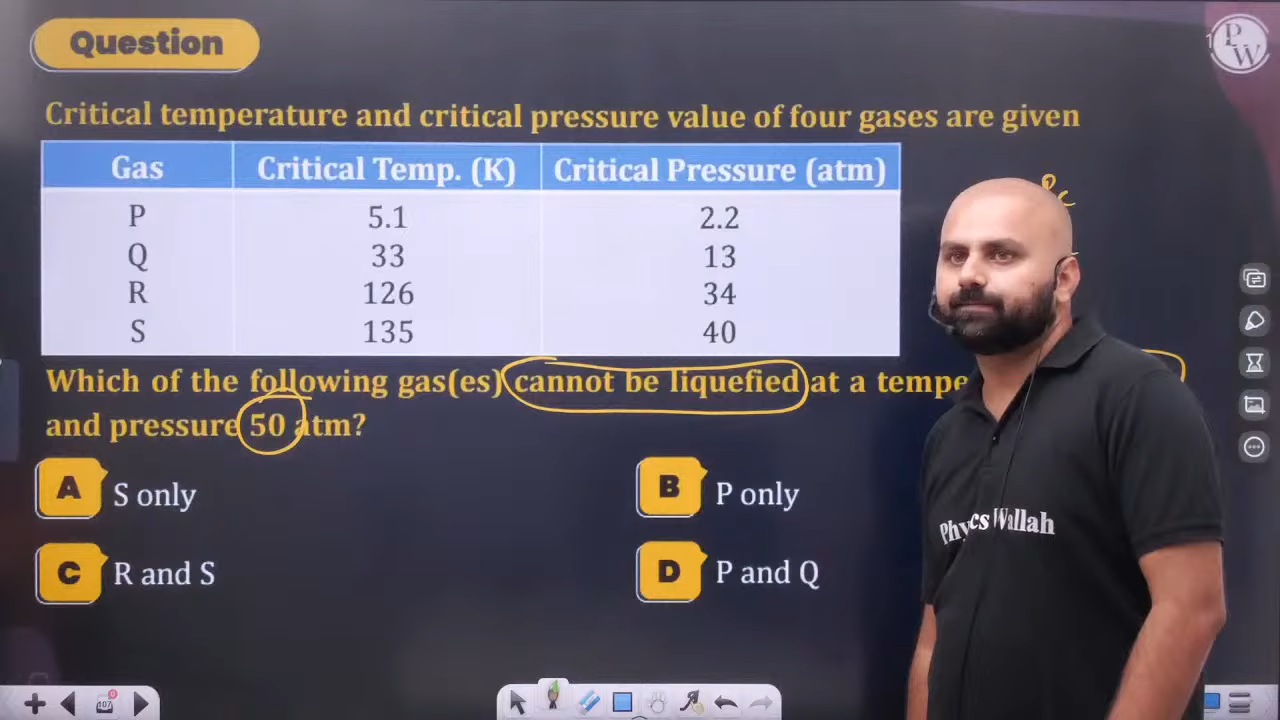 Question
PW
Critical temperature and critical pressure value of four gases are given
Gas Critical Temp. (K) Critical Pressure (atm)
P 5.1 2.2
Q 33 13
R 126 34
S 135 40
Which of the following gas(es) cannot be liquefied at a tempe
and pressure 50 atm?
A S only
B P only
C R and S
D P and Q
Physics Wallah
107